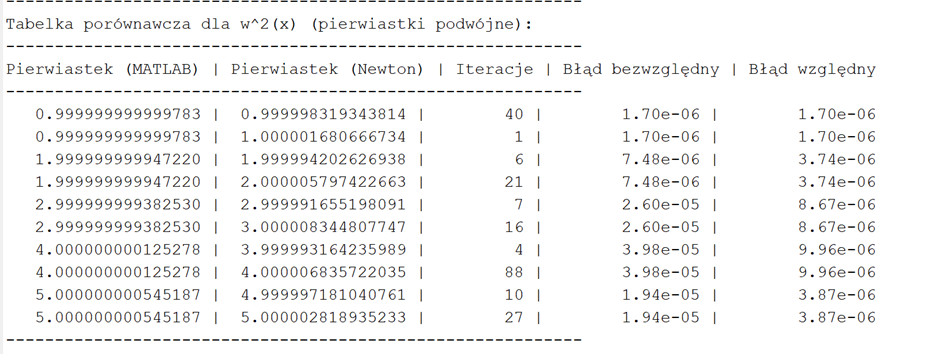 ------------------------------------------------------------
Tabelka porównawcza dla w^2(x) (pierwiastki podwójne):
------------------------------------------------------------
Pierwiastek (MATLAB) | Pierwiastek (Newton) | Iteracje | Błąd bezwzględny | Błąd względny
------------------------------------------------------------
0.999999999999783 | 0.999998319343814 | 40 | 1.70e-06 | 1.70e-06
0.999999999999783 | 1.000001680666734 | 1 | 1.70e-06 | 1.70e-06
1.999999999947220 | 1.999994202626938 | 6 | 7.48e-06 | 3.74e-06
1.999999999947220 | 2.000005797422663 | 21 | 7.48e-06 | 3.74e-06
2.999999999382530 | 2.999991655198091 | 7 | 2.60e-05 | 8.67e-06
2.999999999382530 | 3.000008344807747 | 16 | 2.60e-05 | 8.67e-06
4.000000000125278 | 3.999993164235989 | 4 | 3.98e-05 | 9.96e-06
4.000000000125278 | 4.000006835722035 | 88 | 3.98e-05 | 9.96e-06
5.000000000545187 | 4.999997181040761 | 10 | 1.94e-05 | 3.87e-06
5.000000000545187 | 5.000002818935233 | 27 | 1.94e-05 | 3.87e-06
------------------------------------------------------------